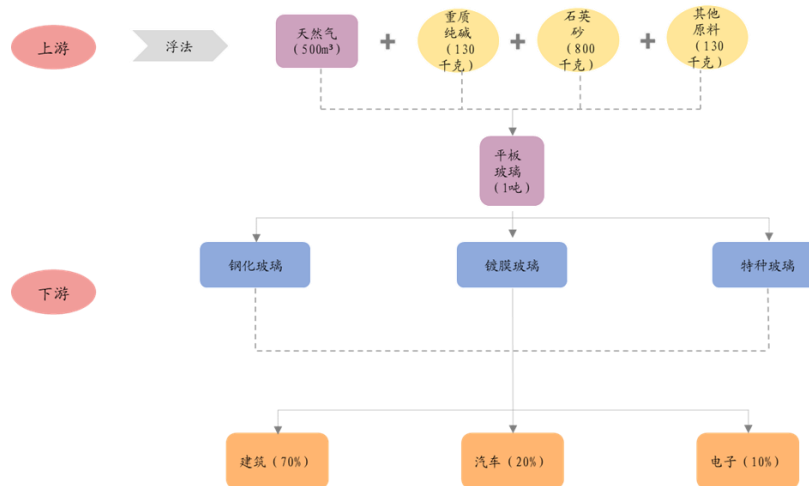 上游
浮法
天然气
（500m³）
重质
纯碱
（130
千克）
石英
砂
（800
千克）
其他
原料
（130
千克）
平板
玻璃
（1吨）
钢化玻璃
镀膜玻璃
特种玻璃
下游
建筑（70%）
汽车（20%）
电子（10%）